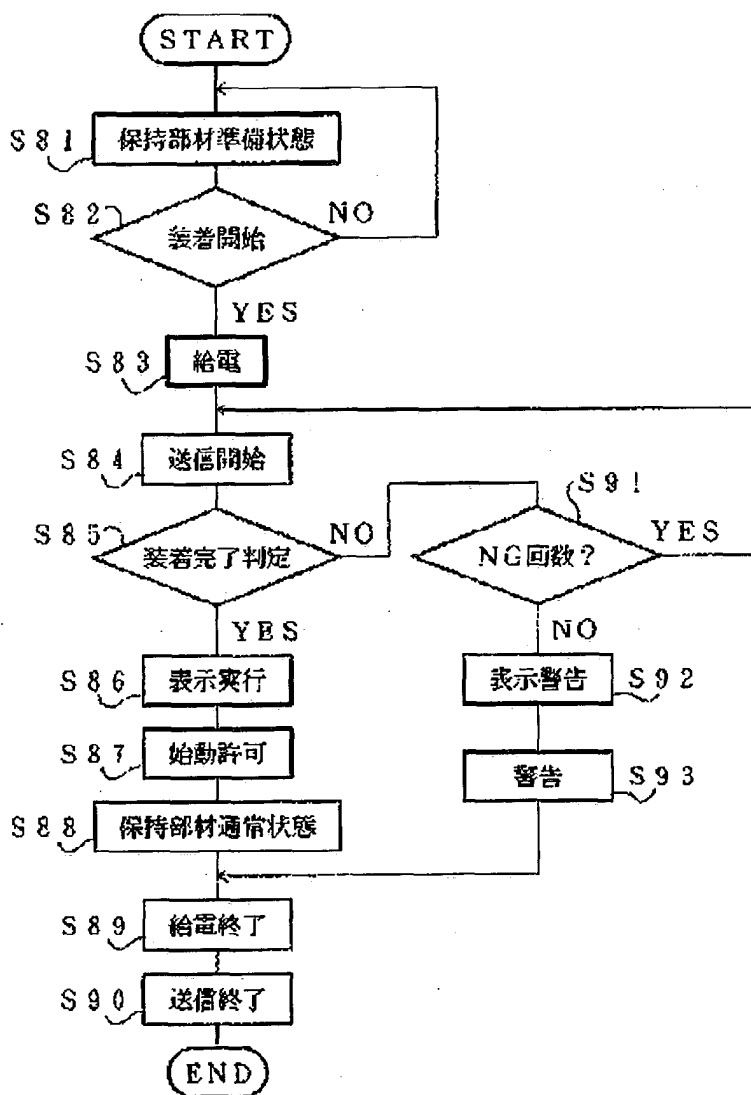 START
S81
保持部材準備状態
S82
装着開始
NO
YES
S83
給電
S84
送信開始
S85
装着完了判定
NO
YES
S91
NG回数?
YES
NO
S86
表示実行
S92
表示警告
S87
始動許可
S93
警告
S88
保持部材通常状態
S89
給電終了
S90
送信終了
END